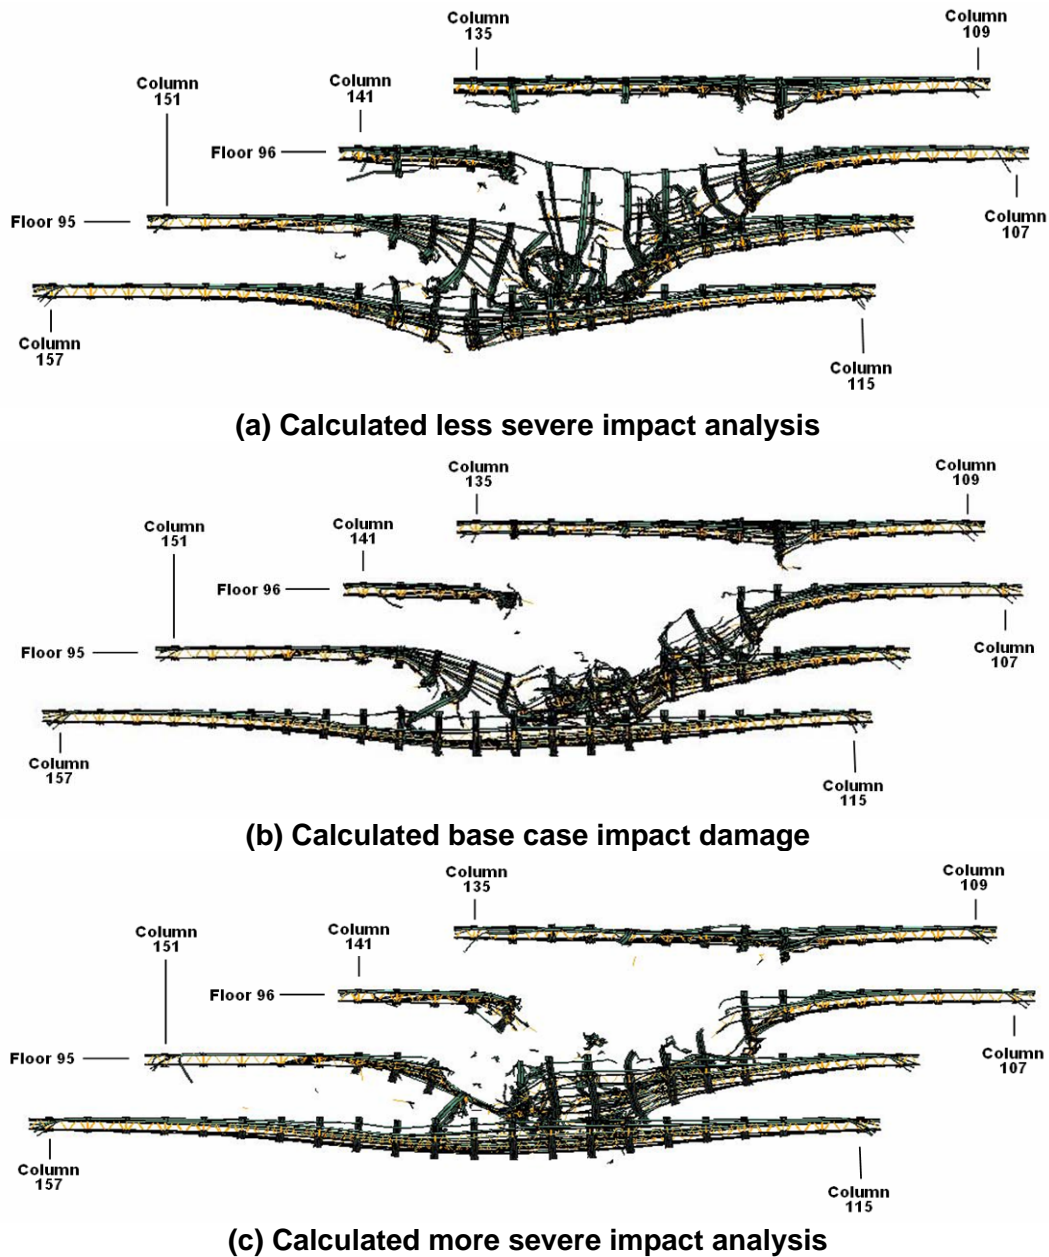 Column
135
Column
109
Column
151
Column
141
Floor 96
Floor 95
Column
107
Column
157
Column
115
(a) Calculated less severe impact analysis
Column
135
Column
109
Column
151
Column
141
Floor 96
Floor 95
Column
107
Column
157
Column
115
(b) Calculated base case impact damage
Column
135
Column
109
Column
151
Column
141
Floor 96
Floor 95
Column
107
Column
157
Column
115
(c) Calculated more severe impact analysis